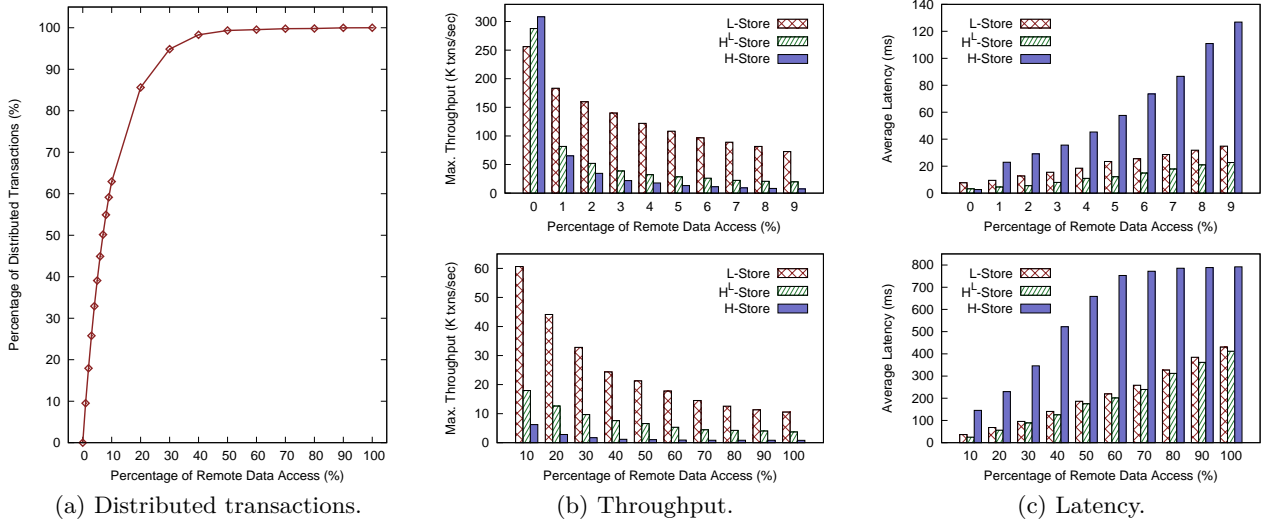 100
90
80
70
60
50
40
30
20
10
0
Percentage of Distributed Transactions (%)
0 10 20 30 40 50 60 70 80 90 100
Percentage of Remote Data Access (%)
(a) Distributed transactions.
300
250
200
150
100
50
0
Max. Throughput (K txns/sec)
L-Store
H^L-Store
H-Store
0 1 2 3 4 5 6 7 8 9
Percentage of Remote Data Access (%)
60
50
40
30
20
10
0
Max. Throughput (K txns/sec)
L-Store
H^L-Store
H-Store
10 20 30 40 50 60 70 80 90 100
Percentage of Remote Data Access (%)
(b) Throughput.
140
120
100
80
60
40
20
0
Average Latency (ms)
L-Store
H^L-Store
H-Store
0 1 2 3 4 5 6 7 8 9
Percentage of Remote Data Access (%)
800
700
600
500
400
300
200
100
0
Average Latency (ms)
L-Store
H^L-Store
H-Store
10 20 30 40 50 60 70 80 90 100
Percentage of Remote Data Access (%)
(c) Latency.